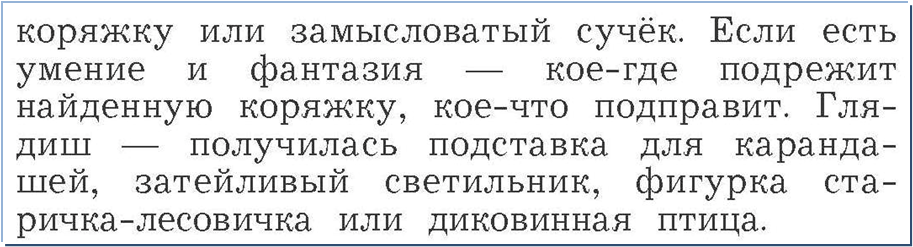 коряжку или замысловатый сучёк. Если есть
умение и фантазия — кое-где подрежит
найденную коряжку, кое-что подправит. Гля-
диш — получилась подставка для каранда-
шей, затейливый светильник, фигурка ста-
ричка-лесовичка или диковинная птица.